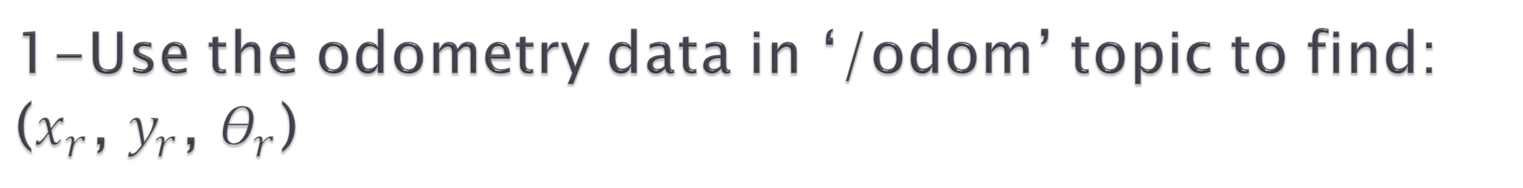 1-Use the odometry data in ‘/odom’ topic to find:
(𝑥ᵣ, 𝑦ᵣ, 𝜃ᵣ)